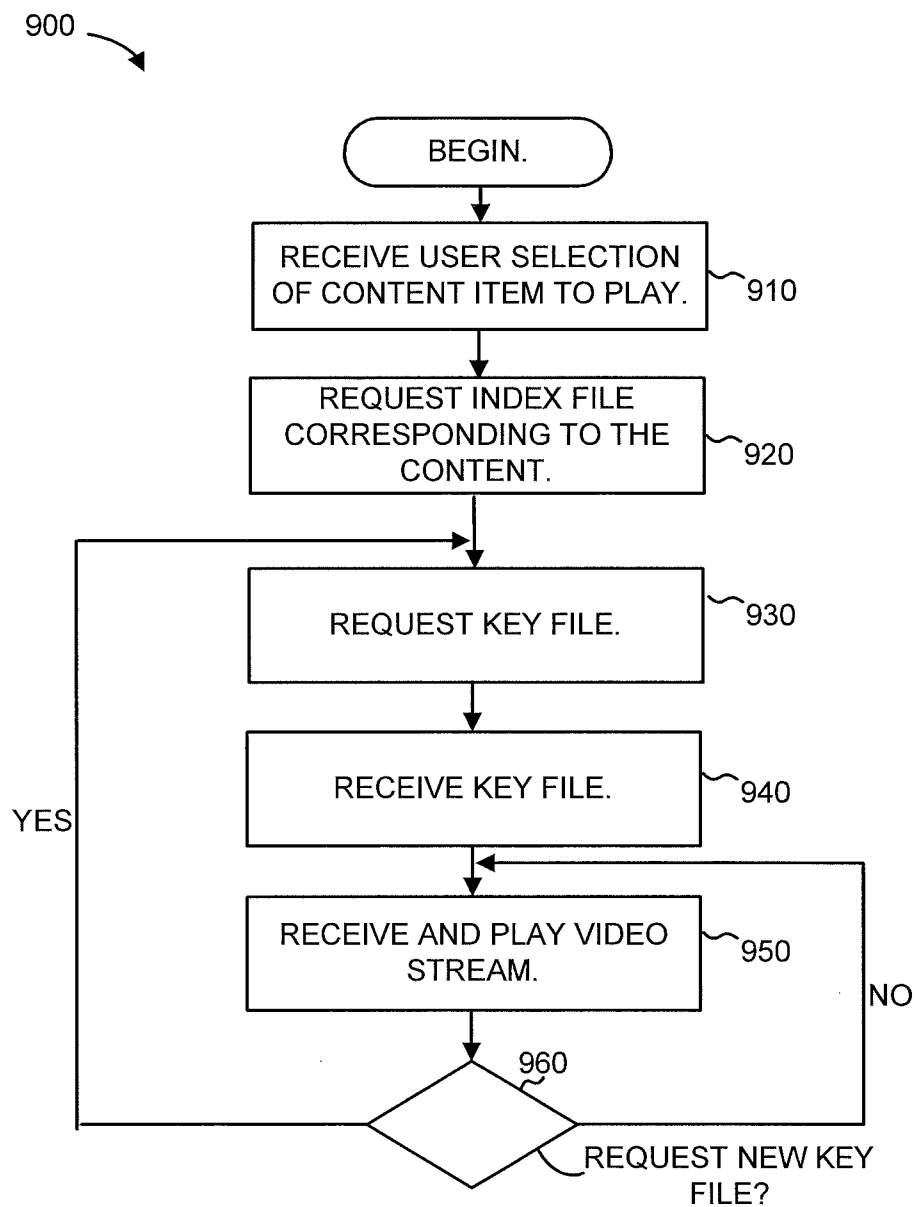 900
BEGIN.
RECEIVE USER SELECTION
OF CONTENT ITEM TO PLAY.
910
REQUEST INDEX FILE
CORRESPONDING TO THE
CONTENT.
920
REQUEST KEY FILE.
930
RECEIVE KEY FILE.
940
YES
RECEIVE AND PLAY VIDEO
STREAM.
950
NO
960
REQUEST NEW KEY
FILE?